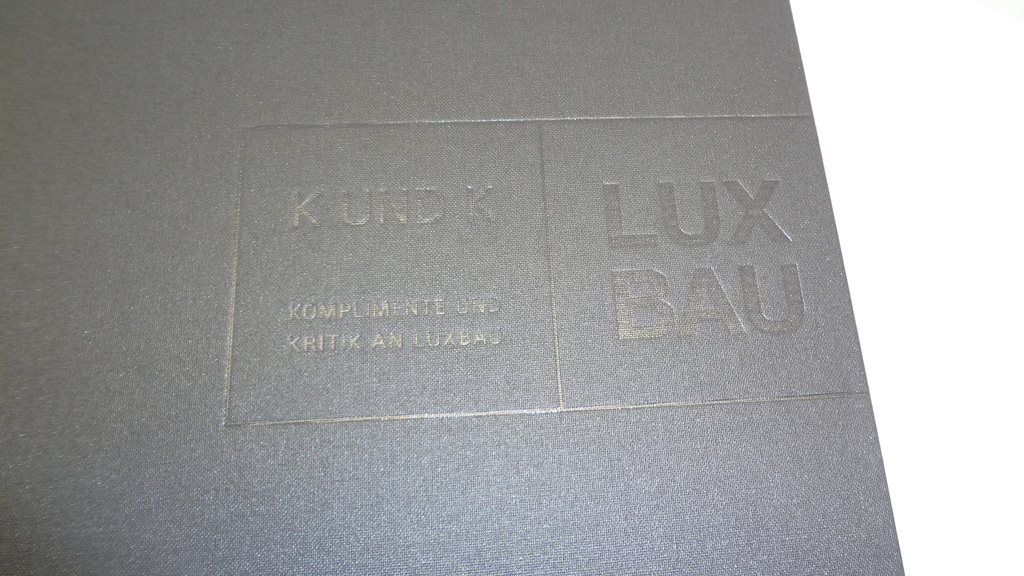 K UND K
KOMPLIMENTE UND
KRITIK AN LUXBAU
LUX
BAU